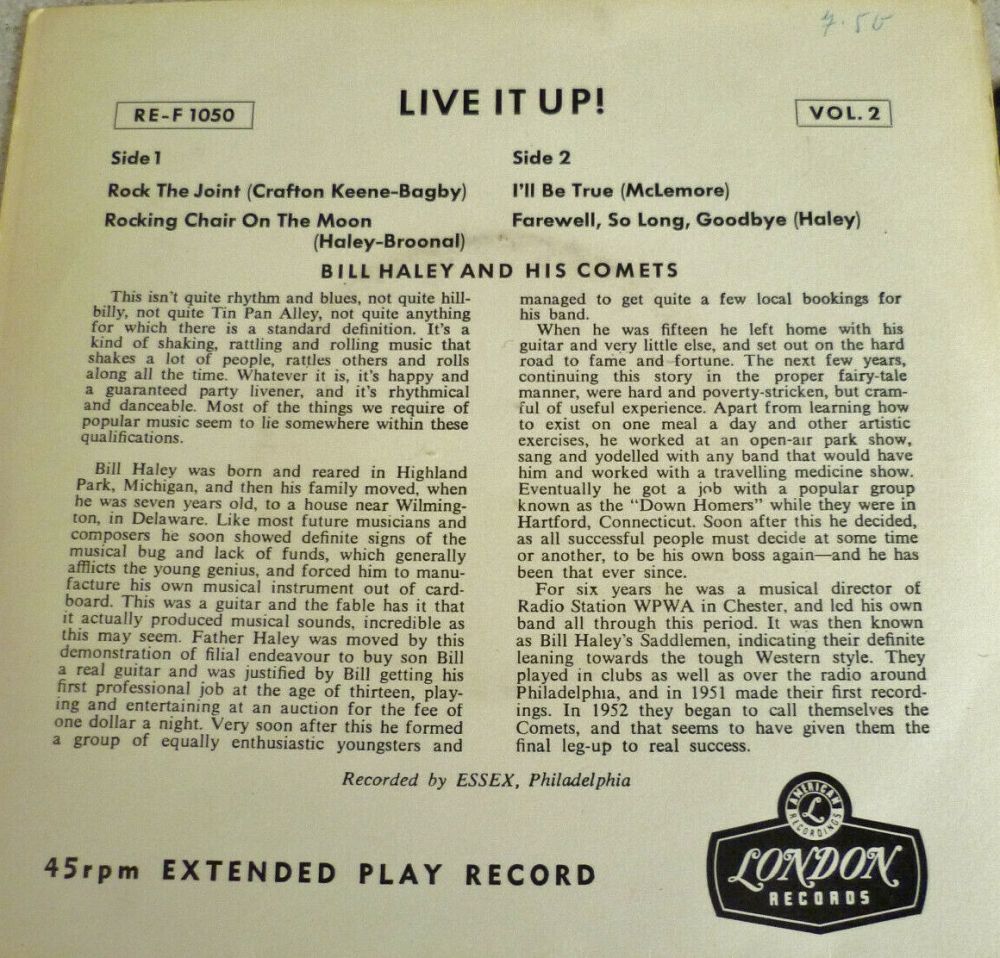 7.50
LIVE IT UP!
RE-F 1050
VOL. 2
Side 1
Rock The Joint (Crafton Keene-Bagby)
Rocking Chair On The Moon
(Haley-Broonal)
Side 2
I'll Be True (McLemore)
Farewell, So Long, Goodbye (Haley)
BILL HALEY AND HIS COMETS
This isn't quite rhythm and blues, not quite hill-
billy, not quite Tin Pan Alley, not quite anything
for which there is a standard definition. It's a
kind of shaking, rattling and rolling music that
shakes a lot of people, rattles others and rolls
along all the time. Whatever it is, it's happy and
a guaranteed party livener, and it's rhythmical
and danceable. Most of the things we require of
popular music seem to lie somewhere within these
qualifications.
Bill Haley was born and reared in Highland
Park, Michigan, and then his family moved, when
he was seven years old, to a house near Wilming-
ton, in Delaware. Like most future musicians and
composers he soon showed definite signs of the
musical bug and lack of funds, which generally
afflicts the young genius, and forced him to manu-
facture his own musical instrument out of card-
board. This was a guitar and the fable has it that
it actually produced musical sounds, incredible as
this may seem. Father Haley was moved by this
demonstration of filial endeavour to buy son Bill
a real guitar and was justified by Bill getting his
first professional job at the age of thirteen, play-
ing and entertaining at an auction for the fee of
one dollar a night. Very soon after this he formed
a group of equally enthusiastic youngsters and
managed to get quite a few local bookings for
his band.
When he was fifteen he left home with his
guitar and very little else, and set out on the hard
road to fame and fortune. The next few years,
continuing this story in the proper fairy-tale
manner, were hard and poverty-stricken, but cram-
ful of useful experience. Apart from learning how
to exist on one meal a day and other artistic
exercises, he worked at an open-air park show,
sang and yodelled with any band that would have
him and worked with a travelling medicine show.
Eventually he got a job with a popular group
known as the "Down Homers" while they were in
Hartford, Connecticut. Soon after this he decided,
as all successful people must decide at some time
or another, to be his own boss again—and he has
been that ever since.
For six years he was a musical director of
Radio Station WPWA in Chester, and led his own
band all through this period. It was then known
as Bill Haley's Saddlemen, indicating their definite
leaning towards the tough Western style. They
played in clubs as well as over the radio around
Philadelphia, and in 1951 made their first record-
ings. In 1952 they began to call themselves the
Comets, and that seems to have given them the
final leg-up to real success.
Recorded by ESSEX, Philadelphia
45rpm EXTENDED PLAY RECORD
AMERICAN
L
RECORDINGS
LONDON
RECORDS